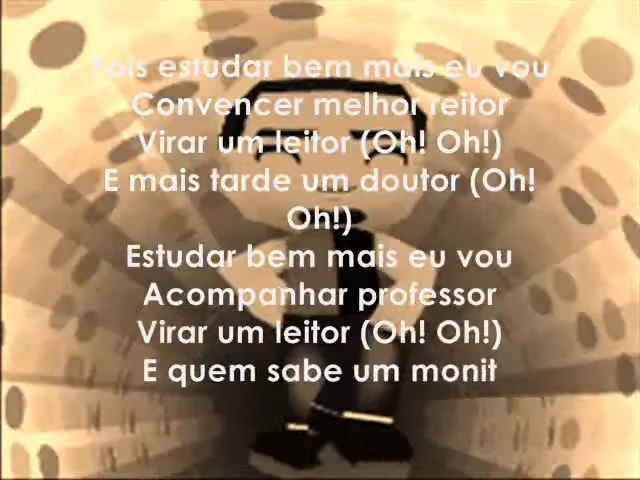 Pois estudar bem mais eu vou
Convencer melhor reitor
Virar um leitor (Oh! Oh!)
E mais tarde um doutor (Oh!
Oh!)
Estudar bem mais eu vou
Acompanhar professor
Virar um leitor (Oh! Oh!)
E quem sabe um monit